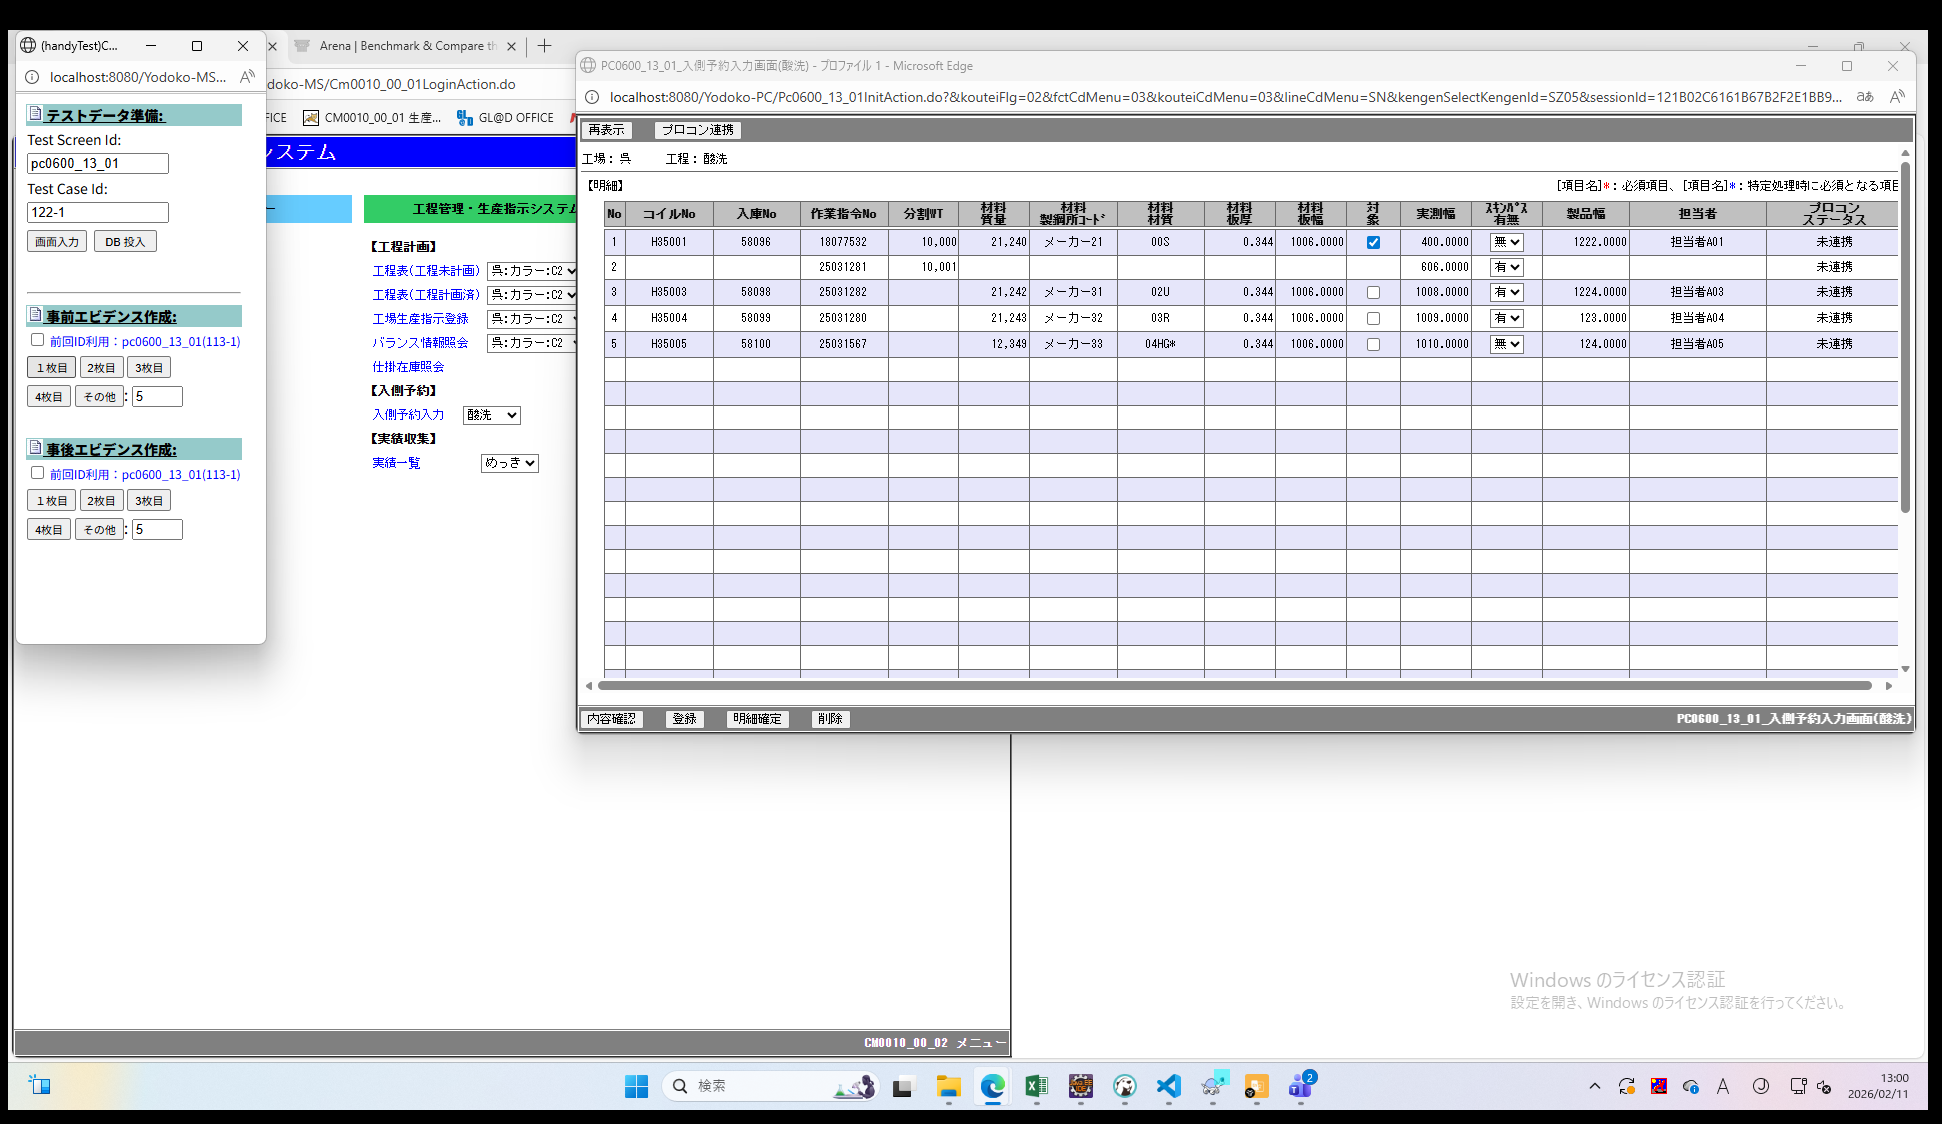 (handyTest)C...
localhost:8080/Yodoko-MS...
テストデータ準備:
Test Screen Id:
pc0600_13_01
Test Case Id:
122-1
画面入力 DB 投入
事前エビデンス作成:
前回ID利用：pc0600_13_01(113-1)
１枚目 2枚目 3枚目
4枚目 その他 : 5
事後エビデンス作成:
前回ID利用：pc0600_13_01(113-1)
１枚目 2枚目 3枚目
4枚目 その他 : 5
Arena | Benchmark & Compare th
doko-MS/Cm0010_00_01LoginAction.do
FICE CM0010_00_01 生産... GL@D OFFICE
システム
ー
工程管理・生産指示システム
【工程計画】
工程表(工程未計画) 呉:カラー:C2
工程表(工程計画済) 呉:カラー:C2
工場生産指示登録 呉:カラー:C2
バランス情報照会 呉:カラー:C2
仕掛在庫照会
【入側予約】
入側予約入力 酸洗
【実績収集】
実績一覧 めっき
CM0010_00_02 メニュー
PC0600_13_01_入側予約入力画面(酸洗) - プロファイル 1 - Microsoft Edge
localhost:8080/Yodoko-PC/Pc0600_13_01InitAction.do?&kouteiFlg=02&fctCdMenu=03&kouteiCdMenu=03&lineCdMenu=SN&kengenSelectKengenId=SZ05&sessionId=121B02C6161B67B2F2E1BB9...
再表示 プロコン連携
工場：呉 工程：酸洗
【明細】 [項目名]*：必須項目、[項目名]*：特定処理時に必須となる項目
No コイルNo 入庫No 作業指令No 分割WT 材料質量 材料製鋼所コード 材料材質 材料板厚 材料板幅 対象 実測幅 スキンパス有無 製品幅 担当者 プロコンステータス
1 H35001 58096 18077532 10,000 21,240 メーカー21 00S 0.344 1006.0000 400.0000 無 1222.0000 担当者A01 未連携
2 25031281 10,001 606.0000 有 未連携
3 H35003 58098 25031282 21,242 メーカー31 02U 0.344 1006.0000 1008.0000 有 1224.0000 担当者A03 未連携
4 H35004 58099 25031280 21,243 メーカー32 03R 0.344 1006.0000 1009.0000 有 123.0000 担当者A04 未連携
5 H35005 58100 25031567 12,349 メーカー33 04HG* 0.344 1006.0000 1010.0000 無 124.0000 担当者A05 未連携
内容確認 登録 明細確定 削除
PC0600_13_01_入側予約入力画面(酸洗)
Windows のライセンス認証
設定を開き、Windows のライセンス認証を行ってください。
検索
2
A
13:00
2026/02/11